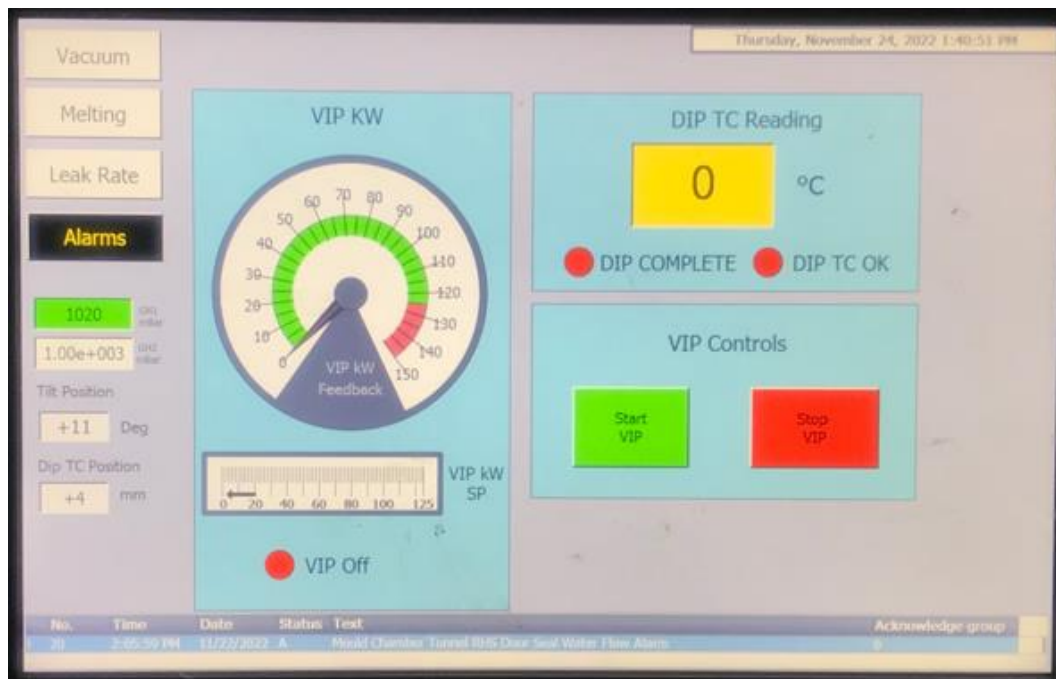 Thursday, November 24, 2022 1:40:51 PM
Vacuum
Melting
Leak Rate
Alarms
1020
mbar
1.00e+003
mbar
Tilt Position
+11 Deg
Dip TC Position
+4 mm
VIP KW
0 10 20 30 40 50 60 70 80 90 100 110 120 130 140 150
VIP kW
Feedback
0 20 40 60 80 100 125
VIP kW
SP
VIP Off
DIP TC Reading
0 °C
DIP COMPLETE DIP TC OK
VIP Controls
Start
VIP
Stop
VIP
No. Time Date Status Text Acknowledge group
20 2:05:50 PM 11/22/2022 A Mould Chamber Tunnel RHS Door Seal Water Flow Alarm 0